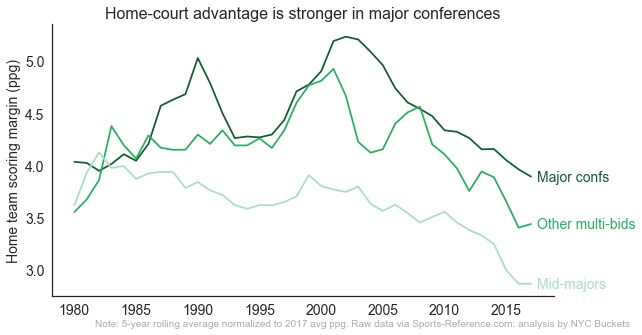 Home-court advantage is stronger in major conferences
Home team scoring margin (ppg)
5.0
4.5
4.0
3.5
3.0
Major confs
Other multi-bids
Mid-majors
1980 1985 1990 1995 2000 2005 2010 2015
Note: 5-year rolling average normalized to 2017 avg ppg. Raw data via Sports-Reference.com; analysis by NYC Buckets